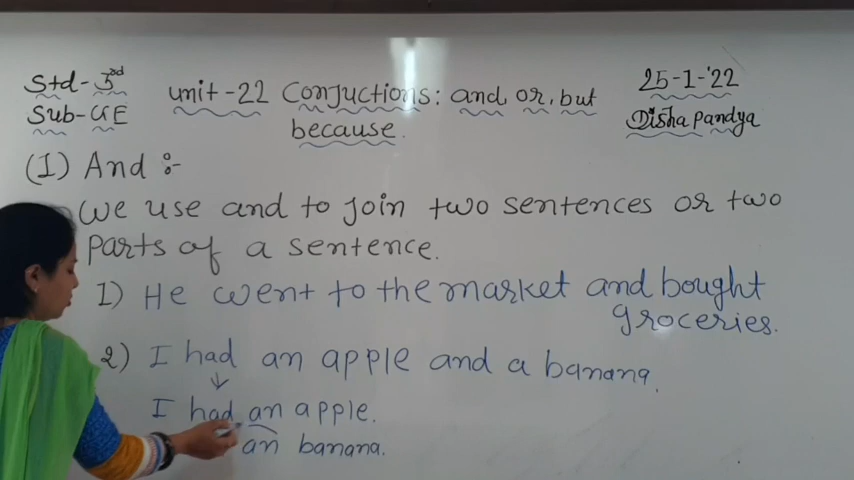 Std - 3rd
Sub - GE
unit - 22 Conjuctions: and, or, but
because.
25-1-'22
Disha Pandya
(1) And :-
We use and to join two sentences or two
parts of a sentence.
1) He went to the market and bought
groceries.
2) I had an apple and a banana.
I had an apple.
an banana.